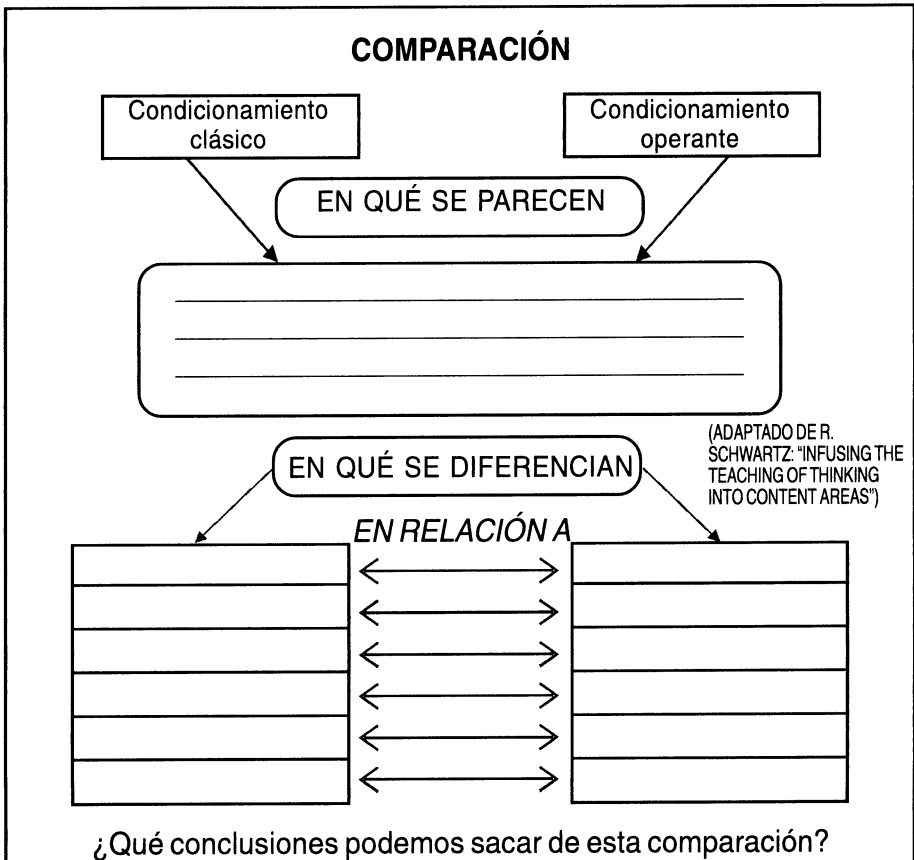 COMPARACIÓN
Condicionamiento
clásico
Condicionamiento
operante
EN QUÉ SE PARECEN
(ADAPTADO DE R.
SCHWARTZ: “INFUSING THE
TEACHING OF THINKING
INTO CONTENT AREAS”)
EN QUÉ SE DIFERENCIAN
EN RELACIÓN A
¿Qué conclusiones podemos sacar de esta comparación?